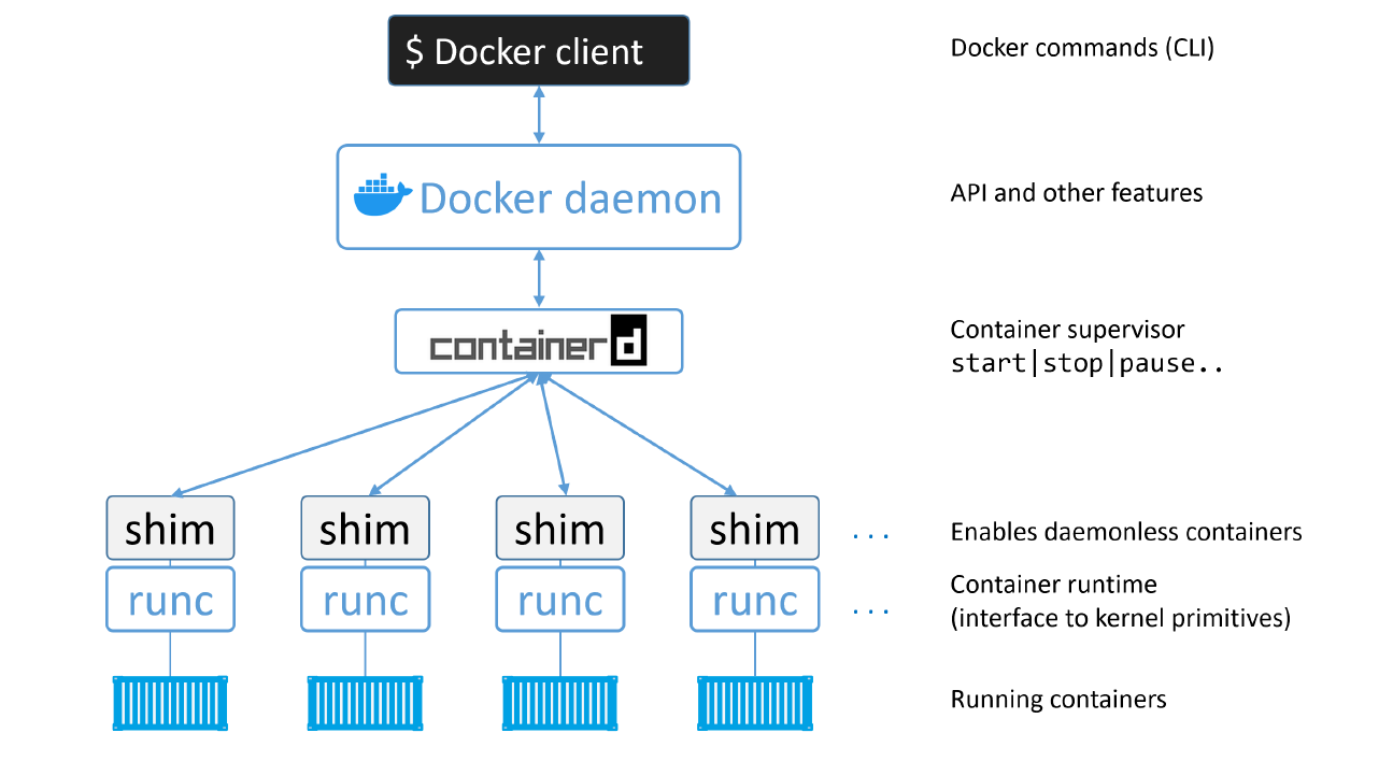 $ Docker client
Docker commands (CLI)
Docker daemon
API and other features
containerd
Container supervisor
start|stop|pause..
shim shim shim shim ...
Enables daemonless containers
runc runc runc runc ...
Container runtime
(interface to kernel primitives)
Running containers